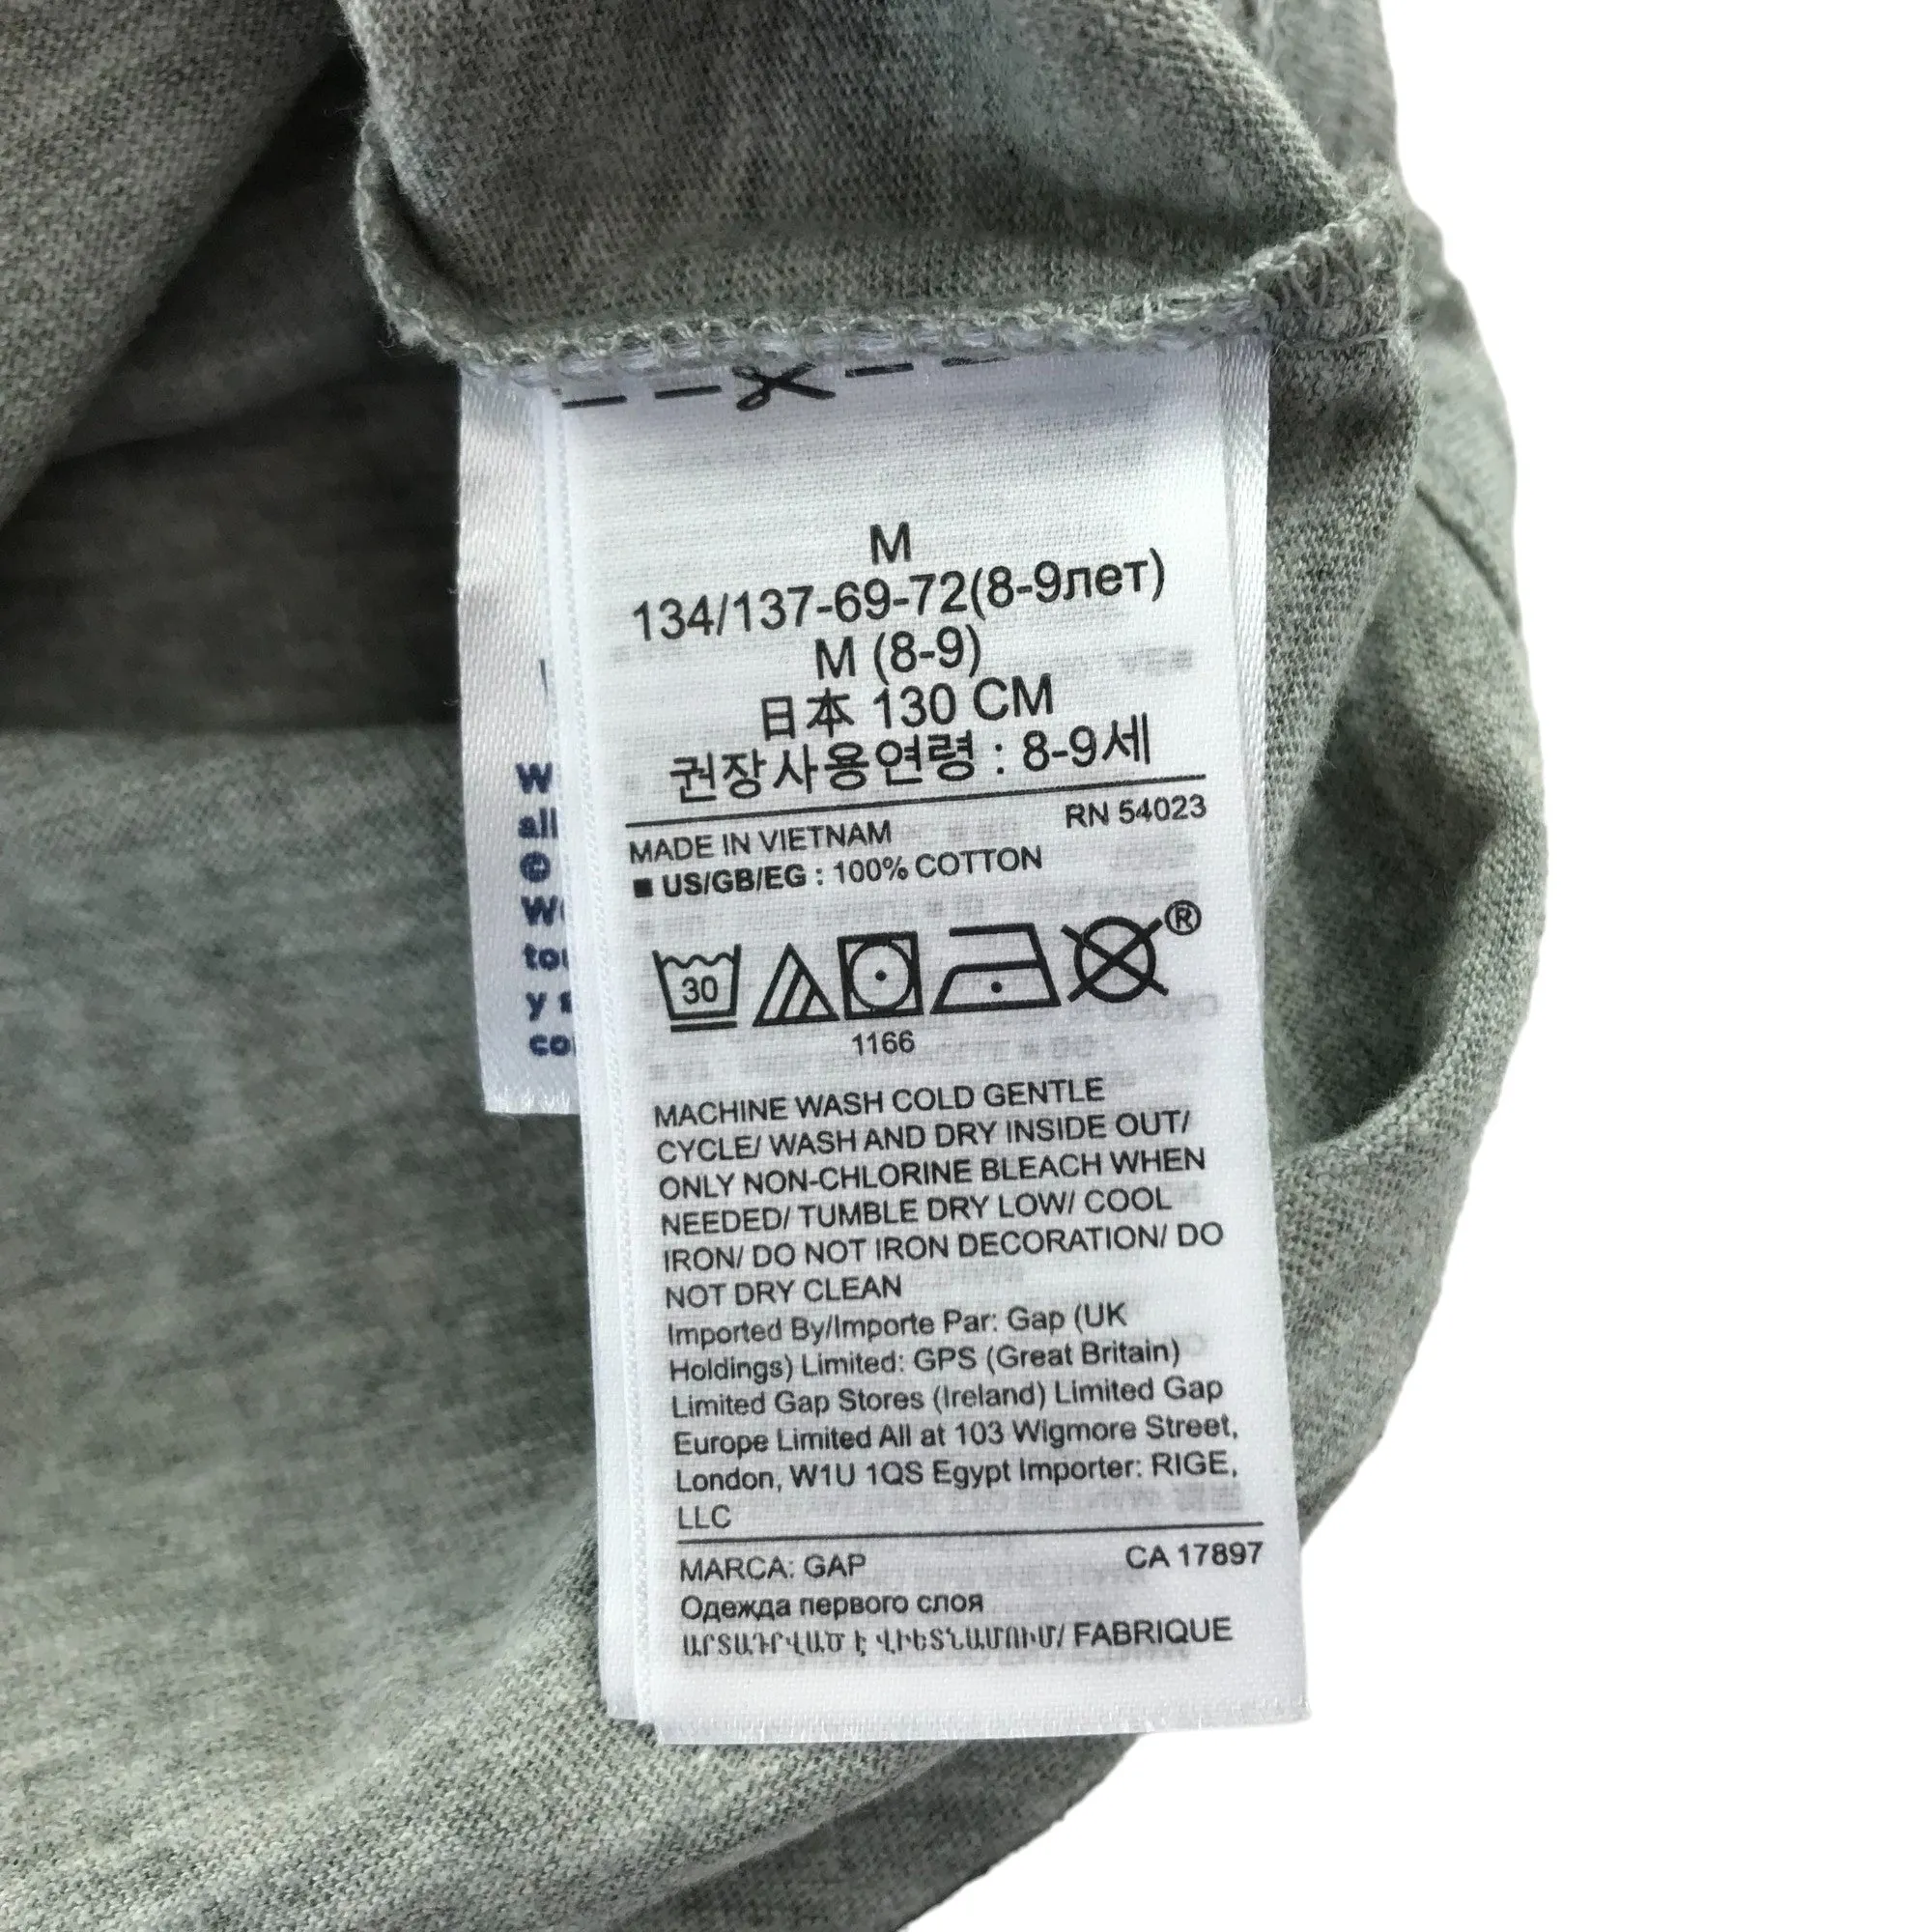 M
134/137-69-72(8-9лет)
M (8-9)
日本 130 CM
권장사용연령 : 8-9세
MADE IN VIETNAM RN 54023
■ US/GB/EG : 100% COTTON
30
®
1166
MACHINE WASH COLD GENTLE
CYCLE/ WASH AND DRY INSIDE OUT/
ONLY NON-CHLORINE BLEACH WHEN
NEEDED/ TUMBLE DRY LOW/ COOL
IRON/ DO NOT IRON DECORATION/ DO
NOT DRY CLEAN
Imported By/Importe Par: Gap (UK
Holdings) Limited: GPS (Great Britain)
Limited Gap Stores (Ireland) Limited Gap
Europe Limited All at 103 Wigmore Street,
London, W1U 1QS Egypt Importer: RIGE,
LLC
MARCA: GAP CA 17897
Одежда первого слоя
ԱՐՏԱԴՐՎԱԾ Է ՎԻԵՏՆԱՄՈՒՄ/ FABRIQUE
W
all
©
tou
y